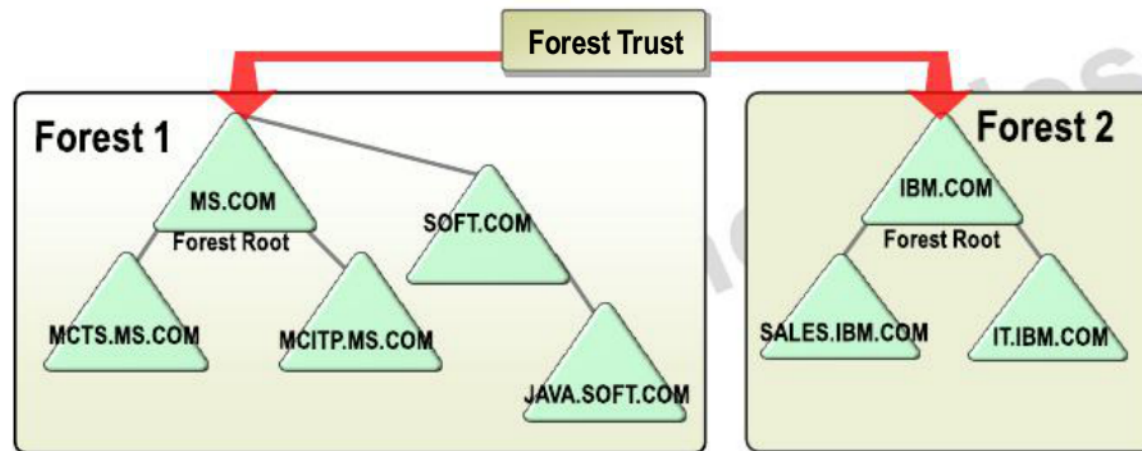 Forest Trust
Forest 1
MS.COM
Forest Root
SOFT.COM
MCTS.MS.COM
MCITP.MS.COM
JAVA.SOFT.COM
Forest 2
IBM.COM
Forest Root
SALES.IBM.COM
IT.IBM.COM